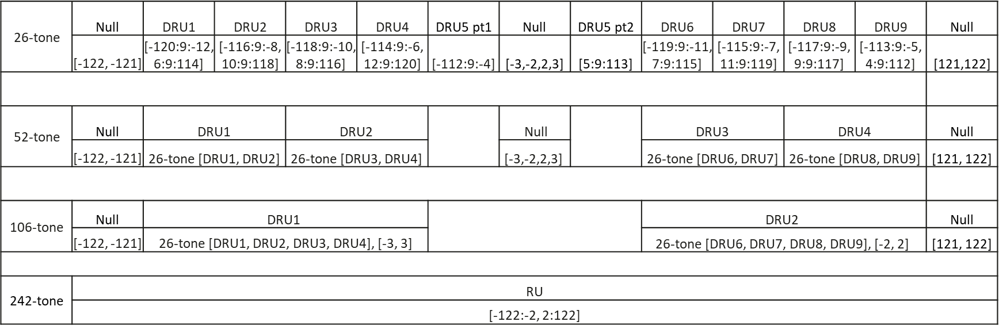 26-tone
Null
DRU1
DRU2
DRU3
DRU4
DRU5 pt1
Null
DRU5 pt2
DRU6
DRU7
DRU8
DRU9
Null
[-122, -121]
[-120:9:-12,
6:9:114]
[-116:9:-8,
10:9:118]
[-118:9:-10,
8:9:116]
[-114:9:-6,
12:9:120]
[-112:9:-4]
[-3,-2,2,3]
[5:9:113]
[-119:9:-11,
7:9:115]
[-115:9:-7,
11:9:119]
[-117:9:-9,
9:9:117]
[-113:9:-5,
4:9:112]
[121,122]
52-tone
Null
DRU1
DRU2
Null
DRU3
DRU4
Null
[-122, -121]
26-tone [DRU1, DRU2]
26-tone [DRU3, DRU4]
[-3,-2,2,3]
26-tone [DRU6, DRU7]
26-tone [DRU8, DRU9]
[121, 122]
106-tone
Null
DRU1
DRU2
Null
[-122, -121]
26-tone [DRU1, DRU2, DRU3, DRU4], [-3, 3]
26-tone [DRU6, DRU7, DRU8, DRU9], [-2, 2]
[121, 122]
242-tone
RU
[-122:-2, 2:122]